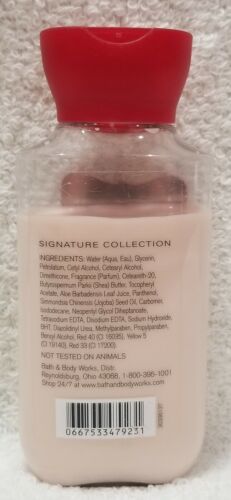 SIGNATURE COLLECTION
INGREDIENTS: Water (Aqua, Eau), Glycerin,
Petrolatum, Cetyl Alcohol, Cetearyl Alcohol,
Dimethicone, Fragrance (Parfum), Ceteareth-20,
Butyrospermum Parkii (Shea) Butter, Tocopheryl
Acetate, Aloe Barbadensis Leaf Juice, Panthenol,
Simmondsia Chinensis (Jojoba) Seed Oil, Carbomer,
Isododecane, Neopentyl Glycol Diheptanoate,
Tetrasodium EDTA, Disodium EDTA, Sodium Hydroxide,
BHT, Diazolidinyl Urea, Methylparaben, Propylparaben,
Benzyl Alcohol, Red 40 (CI 16035), Yellow 5
(CI 19140), Red 33 (CI 17200).
NOT TESTED ON ANIMALS
Bath & Body Works, Distr.
Reynoldsburg, Ohio 43068 1-800-395-1001
Shop 24/7 at www.bathandbodyworks.com
0667533479231